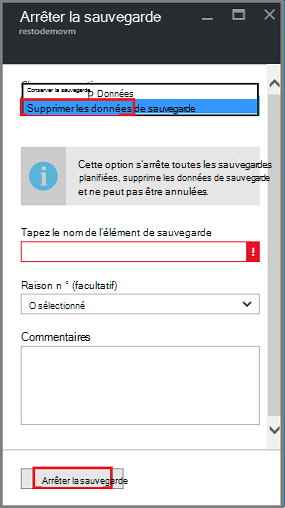 Arrêter la sauvegarde
restodemovm
Conserver la sauvegarde
p Données
Supprimer les données de sauvegarde
Cette option s'arrête toutes les sauvegardes
planifiées, supprime les données de sauvegarde
et ne peut pas être annulées.
Tapez le nom de l'élément de sauvegarde
!
Raison n ° (facultatif)
O sélectionné
Commentaires
Arrêter la sauvegarde